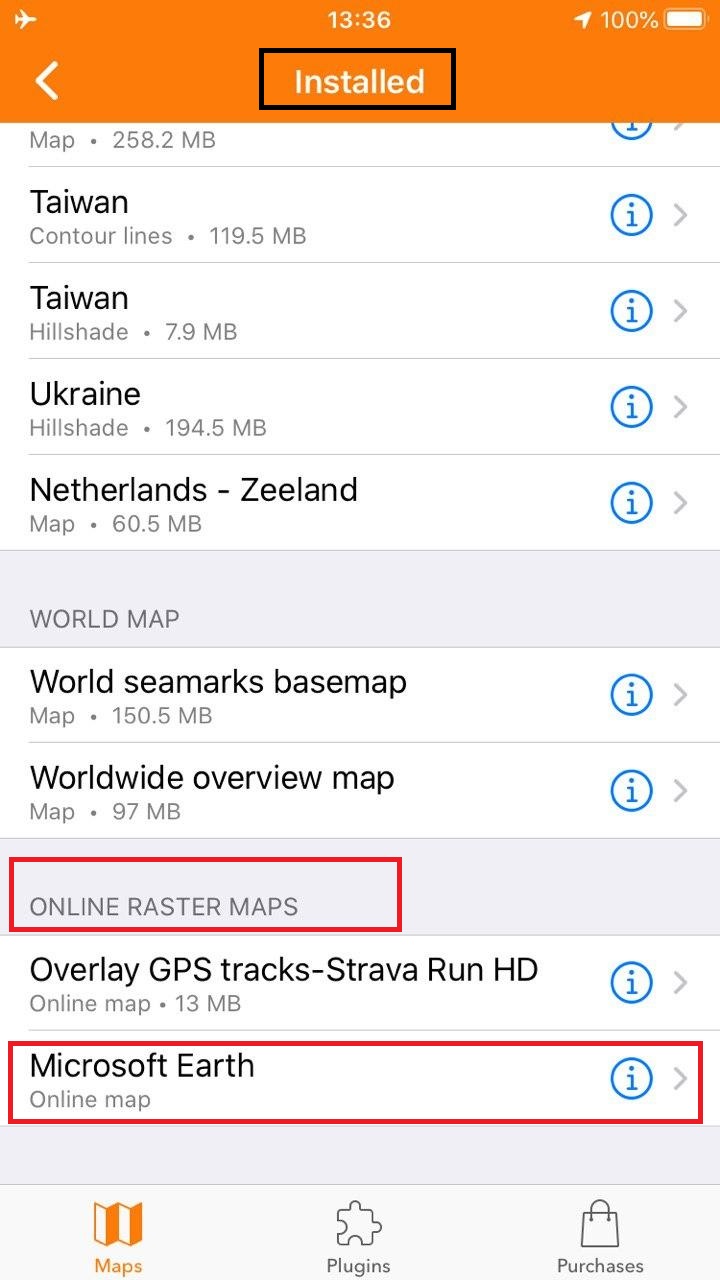 13:36
100%
Installed
Map • 258.2 MB
Taiwan
Contour lines • 119.5 MB
Taiwan
Hillshade • 7.9 MB
Ukraine
Hillshade • 194.5 MB
Netherlands - Zeeland
Map • 60.5 MB
WORLD MAP
World seamarks basemap
Map • 150.5 MB
Worldwide overview map
Map • 97 MB
ONLINE RASTER MAPS
Overlay GPS tracks-Strava Run HD
Online map • 13 MB
Microsoft Earth
Online map
Maps
Plugins
Purchases